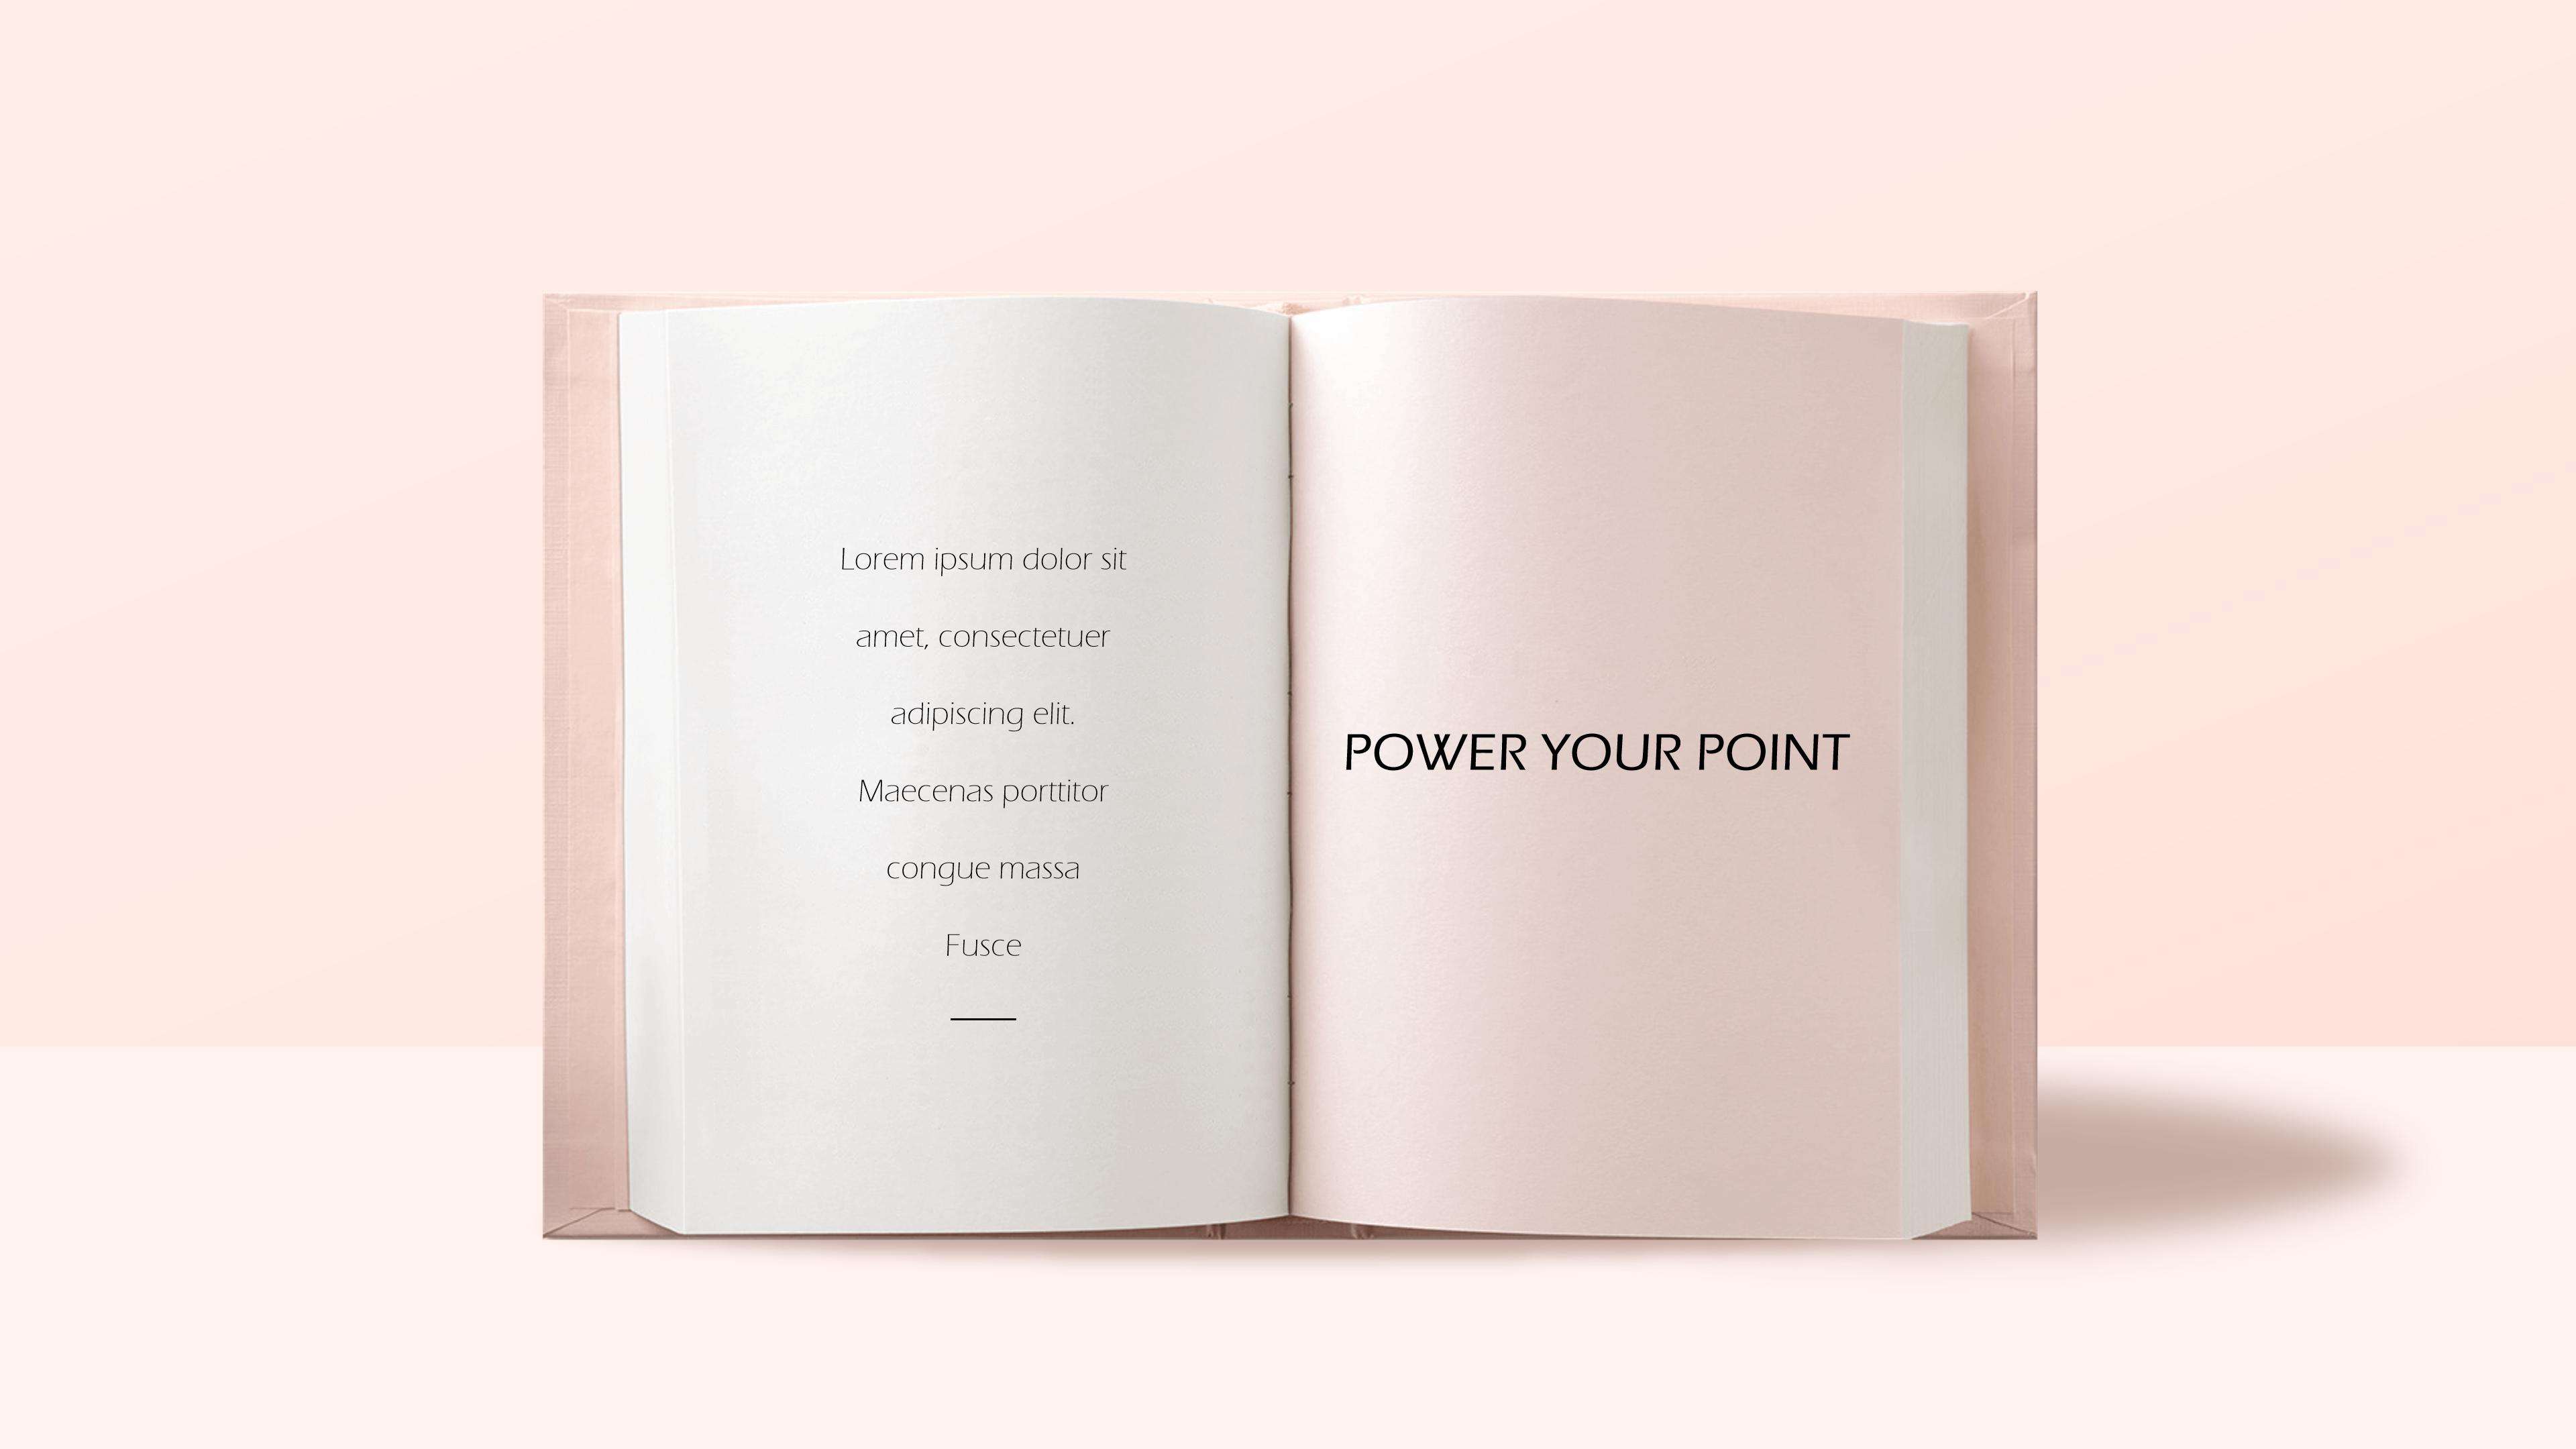 Lorem ipsum dolor sit
amet, consectetuer
adipiscing elit.
Maecenas porttitor
congue massa
Fusce
POWER YOUR POINT